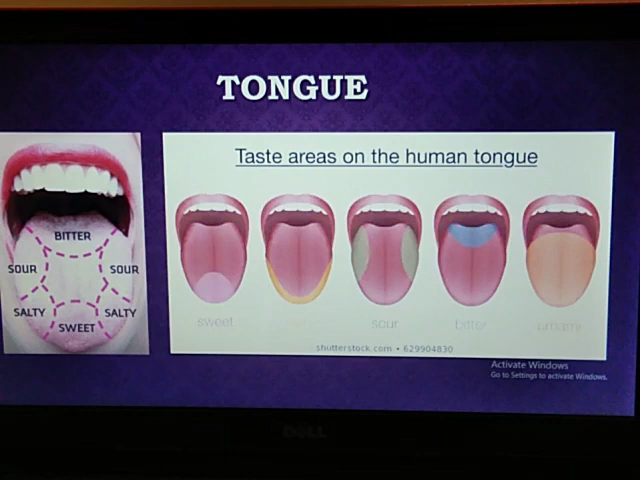 TONGUE
BITTER
SOUR
SOUR
SALTY
SALTY
SWEET
Taste areas on the human tongue
sweet
sour
bitter
umami
shutterstock.com • 629904830
Activate Windows
Go to Settings to activate Windows.
DELL